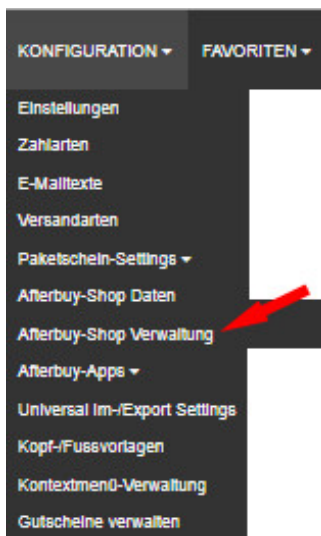 KONFIGURATION ▾ FAVORITEN ▾
Einstellungen
Zahlarten
E-Mailtexte
Versandarten
Paketschein-Settings ▾
Afterbuy-Shop Daten
Afterbuy-Shop Verwaltung
Afterbuy-Apps ▾
Universal Im-/Export Settings
Kopf-/Fussvorlagen
Kontextmenü-Verwaltung
Gutscheine verwalten